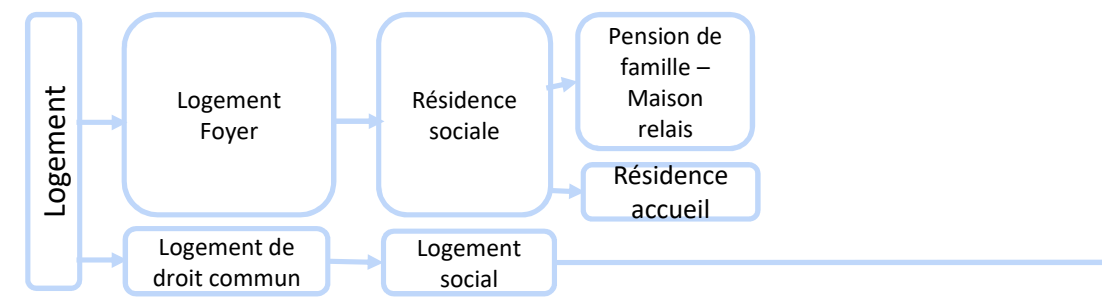 Logement
Logement
Foyer
Résidence
sociale
Pension de
famille –
Maison
relais
Résidence
accueil
Logement de
droit commun
Logement
social